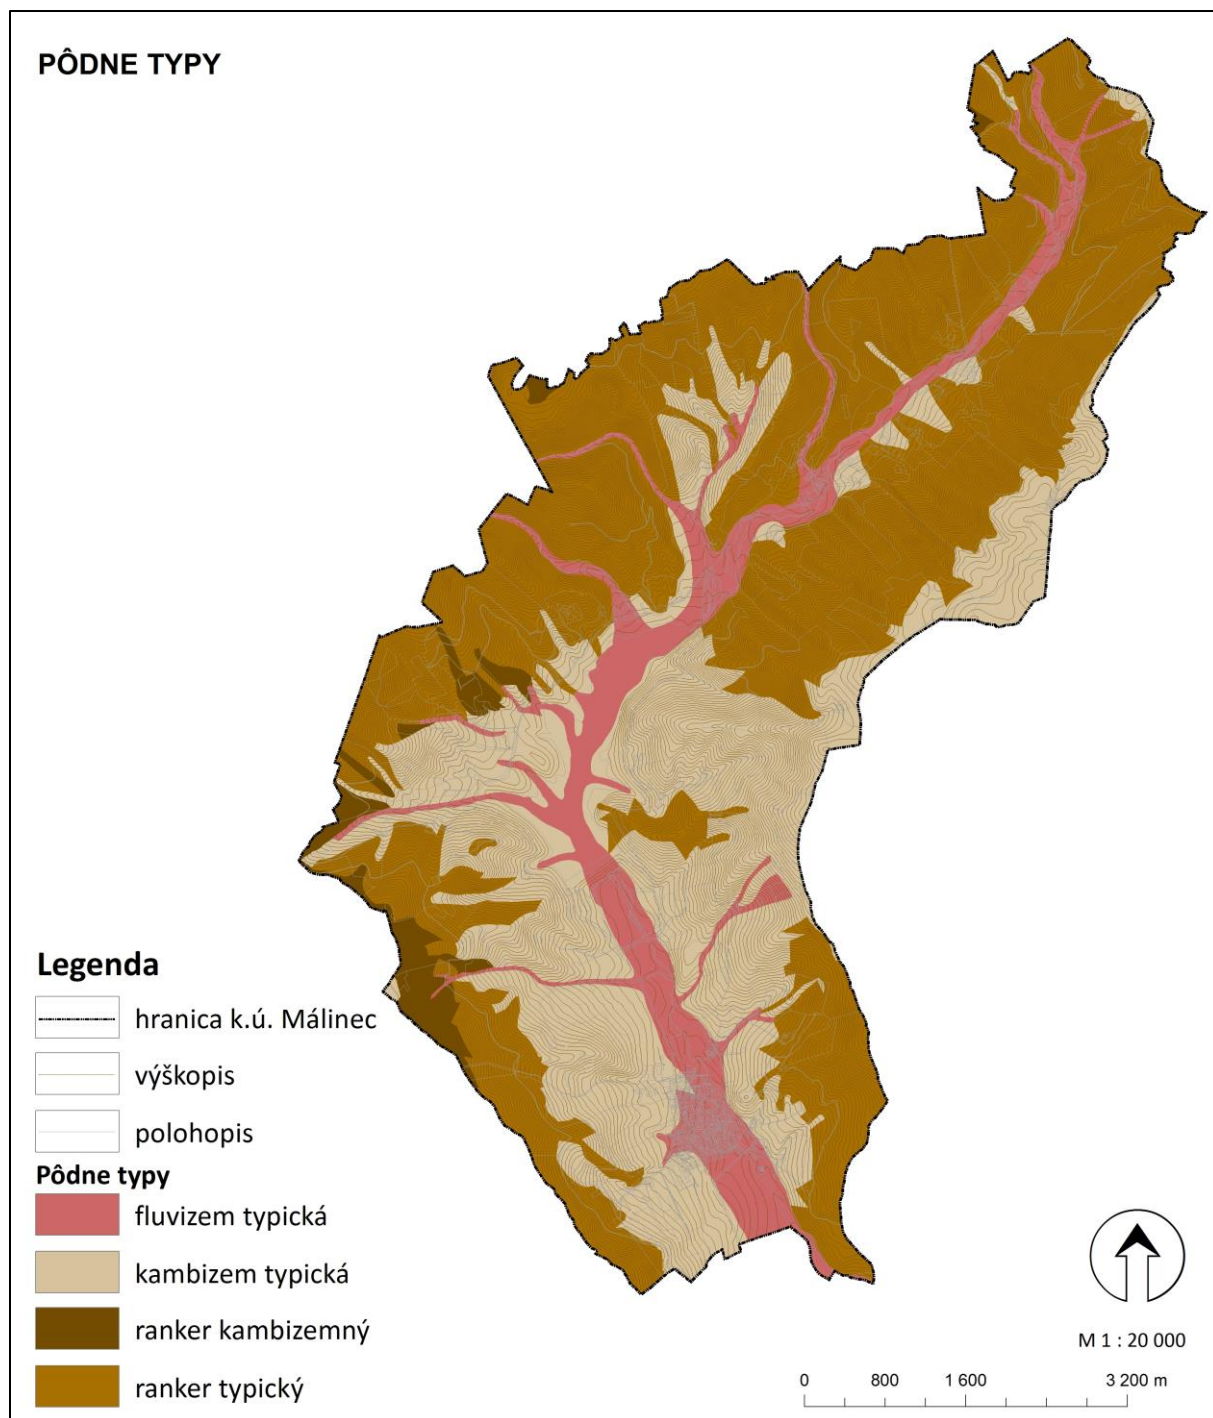 PÔDNE TYPY
Legenda
hranica k.ú. Málinec
výškopis
polohopis
Pôdne typy
fluvizem typická
kambizem typická
ranker kambizemný
ranker typický
M 1 : 20 000
0 800 1 600 3 200 m